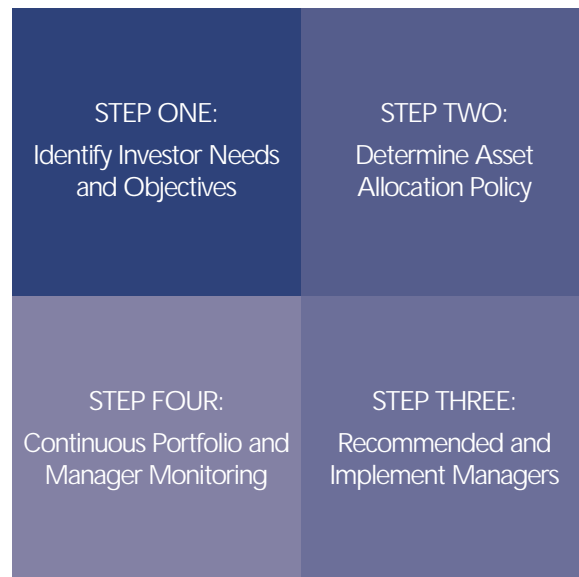 STEP ONE:
Identify Investor Needs
and Objectives
STEP TWO:
Determine Asset
Allocation Policy
STEP FOUR:
Continuous Portfolio and
Manager Monitoring
STEP THREE:
Recommended and
Implement Managers